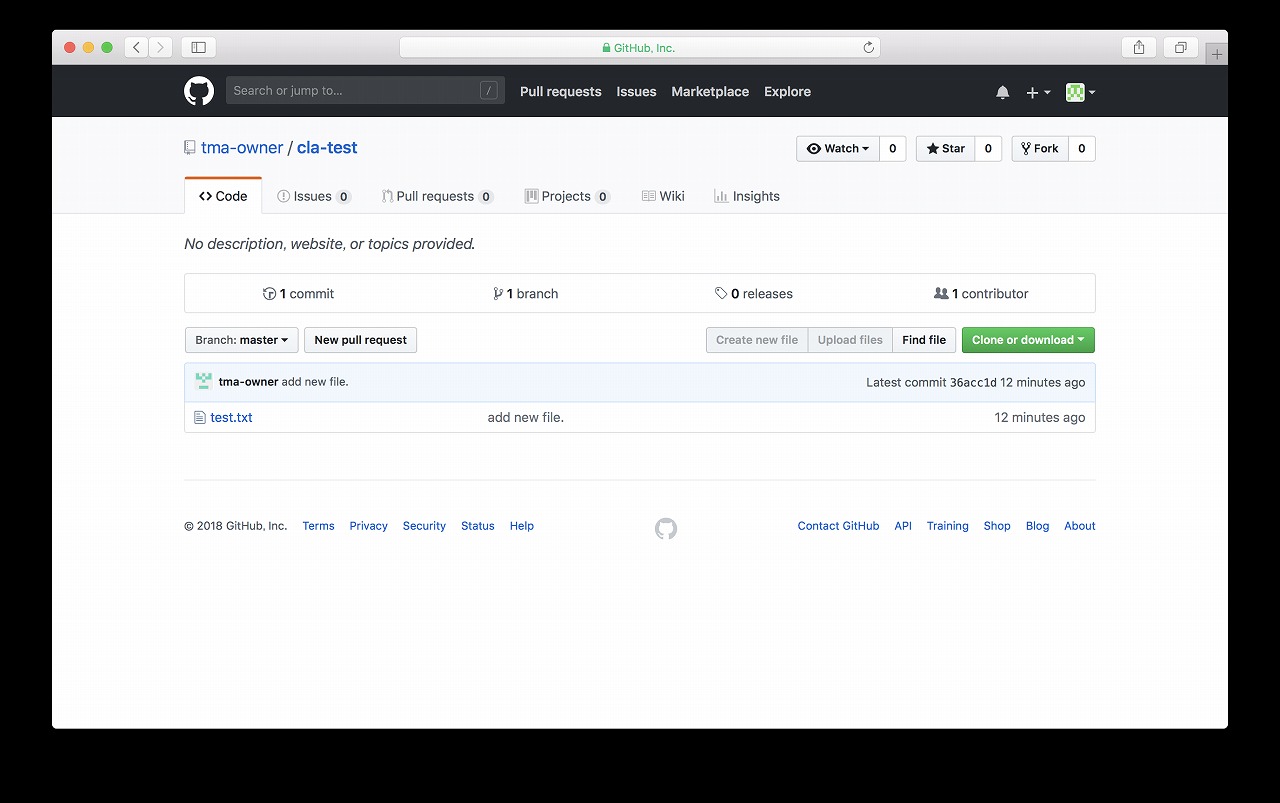 GitHub, Inc.
Search or jump to... / Pull requests Issues Marketplace Explore
tma-owner / cla-test Watch 0 Star 0 Fork 0
Code Issues 0 Pull requests 0 Projects 0 Wiki Insights
No description, website, or topics provided.
1 commit 1 branch 0 releases 1 contributor
Branch: master New pull request Create new file Upload files Find file Clone or download
tma-owner add new file. Latest commit 36acc1d 12 minutes ago
test.txt add new file. 12 minutes ago
© 2018 GitHub, Inc. Terms Privacy Security Status Help Contact GitHub API Training Shop Blog About